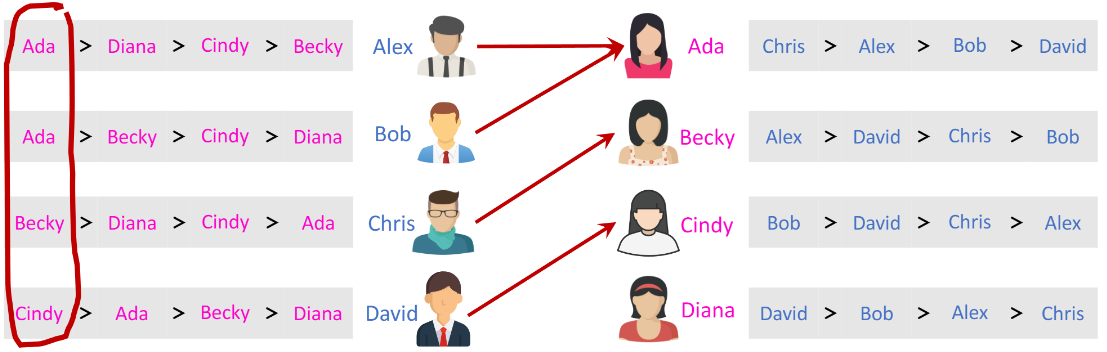 Ada > Diana > Cindy > Becky Alex Ada Chris > Alex > Bob > David
Ada > Becky > Cindy > Diana Bob Becky Alex > David > Chris > Bob
Becky > Diana > Cindy > Ada Chris Cindy Bob > David > Chris > Alex
Cindy > Ada > Becky > Diana David Diana David > Bob > Alex > Chris